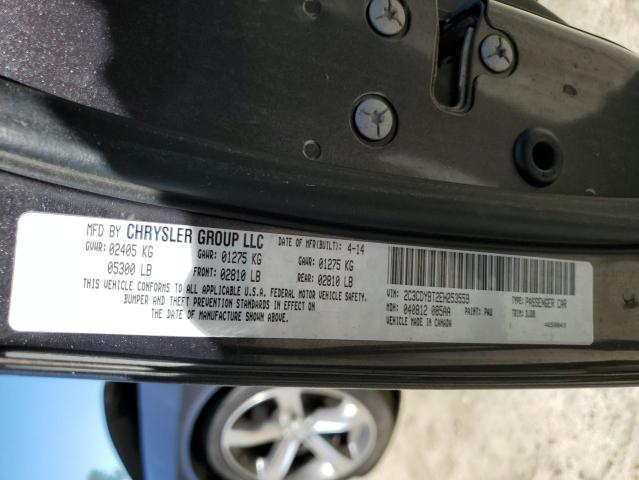 MFD BY CHRYSLER GROUP LLC DATE OF MFR(BUILT): 4-14
GVWR: 02405 KG GAWR: 01275 KG GAWR: 01275 KG
05300 LB FRONT: 02810 LB REAR: 02810 LB
THIS VEHICLE CONFORMS TO ALL APPLICABLE U.S.A. FEDERAL MOTOR VEHICLE SAFETY,
BUMPER AND THEFT PREVENTION STANDARDS IN EFFECT ON
THE DATE OF MANUFACTURE SHOWN ABOVE.
VIN: 2C3CDYBT2EH253559 TYPE: PASSENGER CAR
MDH: 040812 085AA PAINT: PAU TRIM:
VEHICLE MADE IN CANADA